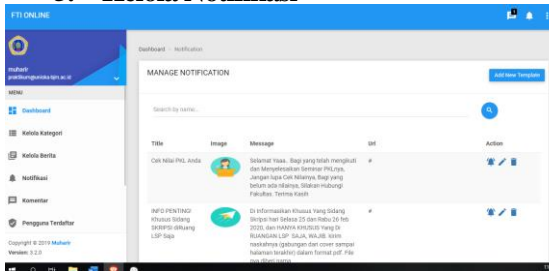 FTI ONLINE
muharir
Dashboard > Notification
MENU
Dashboard
Kelola Kategori
Kelola Berita
Notifikasi
Komentar
Pengguna Terdaftar
Copyright © 2019 Muharir
Version: 3.2.0
MANAGE NOTIFICATION
Add New Template
Search by name...
Title Image Message Url Action
Cek Nilai PKL Anda
Selamat Yaaa.. Bagi yang telah mengikuti
dan Menyelesaikan Seminar PKLnya,
Jangan lupa Cek Nilainya, Bagi yang
belum ada nilainya, Silakan Hubungi
Fakultas. Terima Kasih
#
INFO PENTING!
Khusus Sidang
SKRIPSI diRuang
LSP Saja
Di Informasikan Khusus Yang Sidang
Skripsi hari Selasa 25 dan Rabu 26 feb
2020, dan HANYA KHUSUS Yang Di
RUANGAN LSP SAJA, WAJIB kirim
naskahnya (gabungan dari cover sampai
halaman terakhir) dalam format pdf. File
nya diberi nama
#